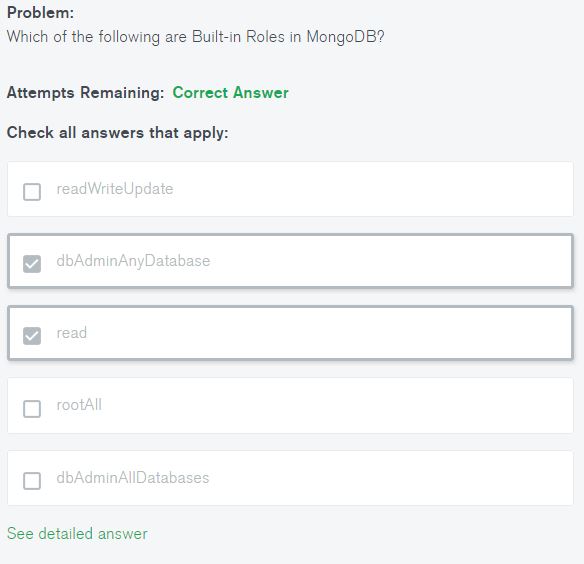 Problem:
Which of the following are Built-in Roles in MongoDB?
Attempts Remaining: Correct Answer
Check all answers that apply:
readWriteUpdate
dbAdminAnyDatabase
read
rootAll
dbAdminAllDatabases
See detailed answer